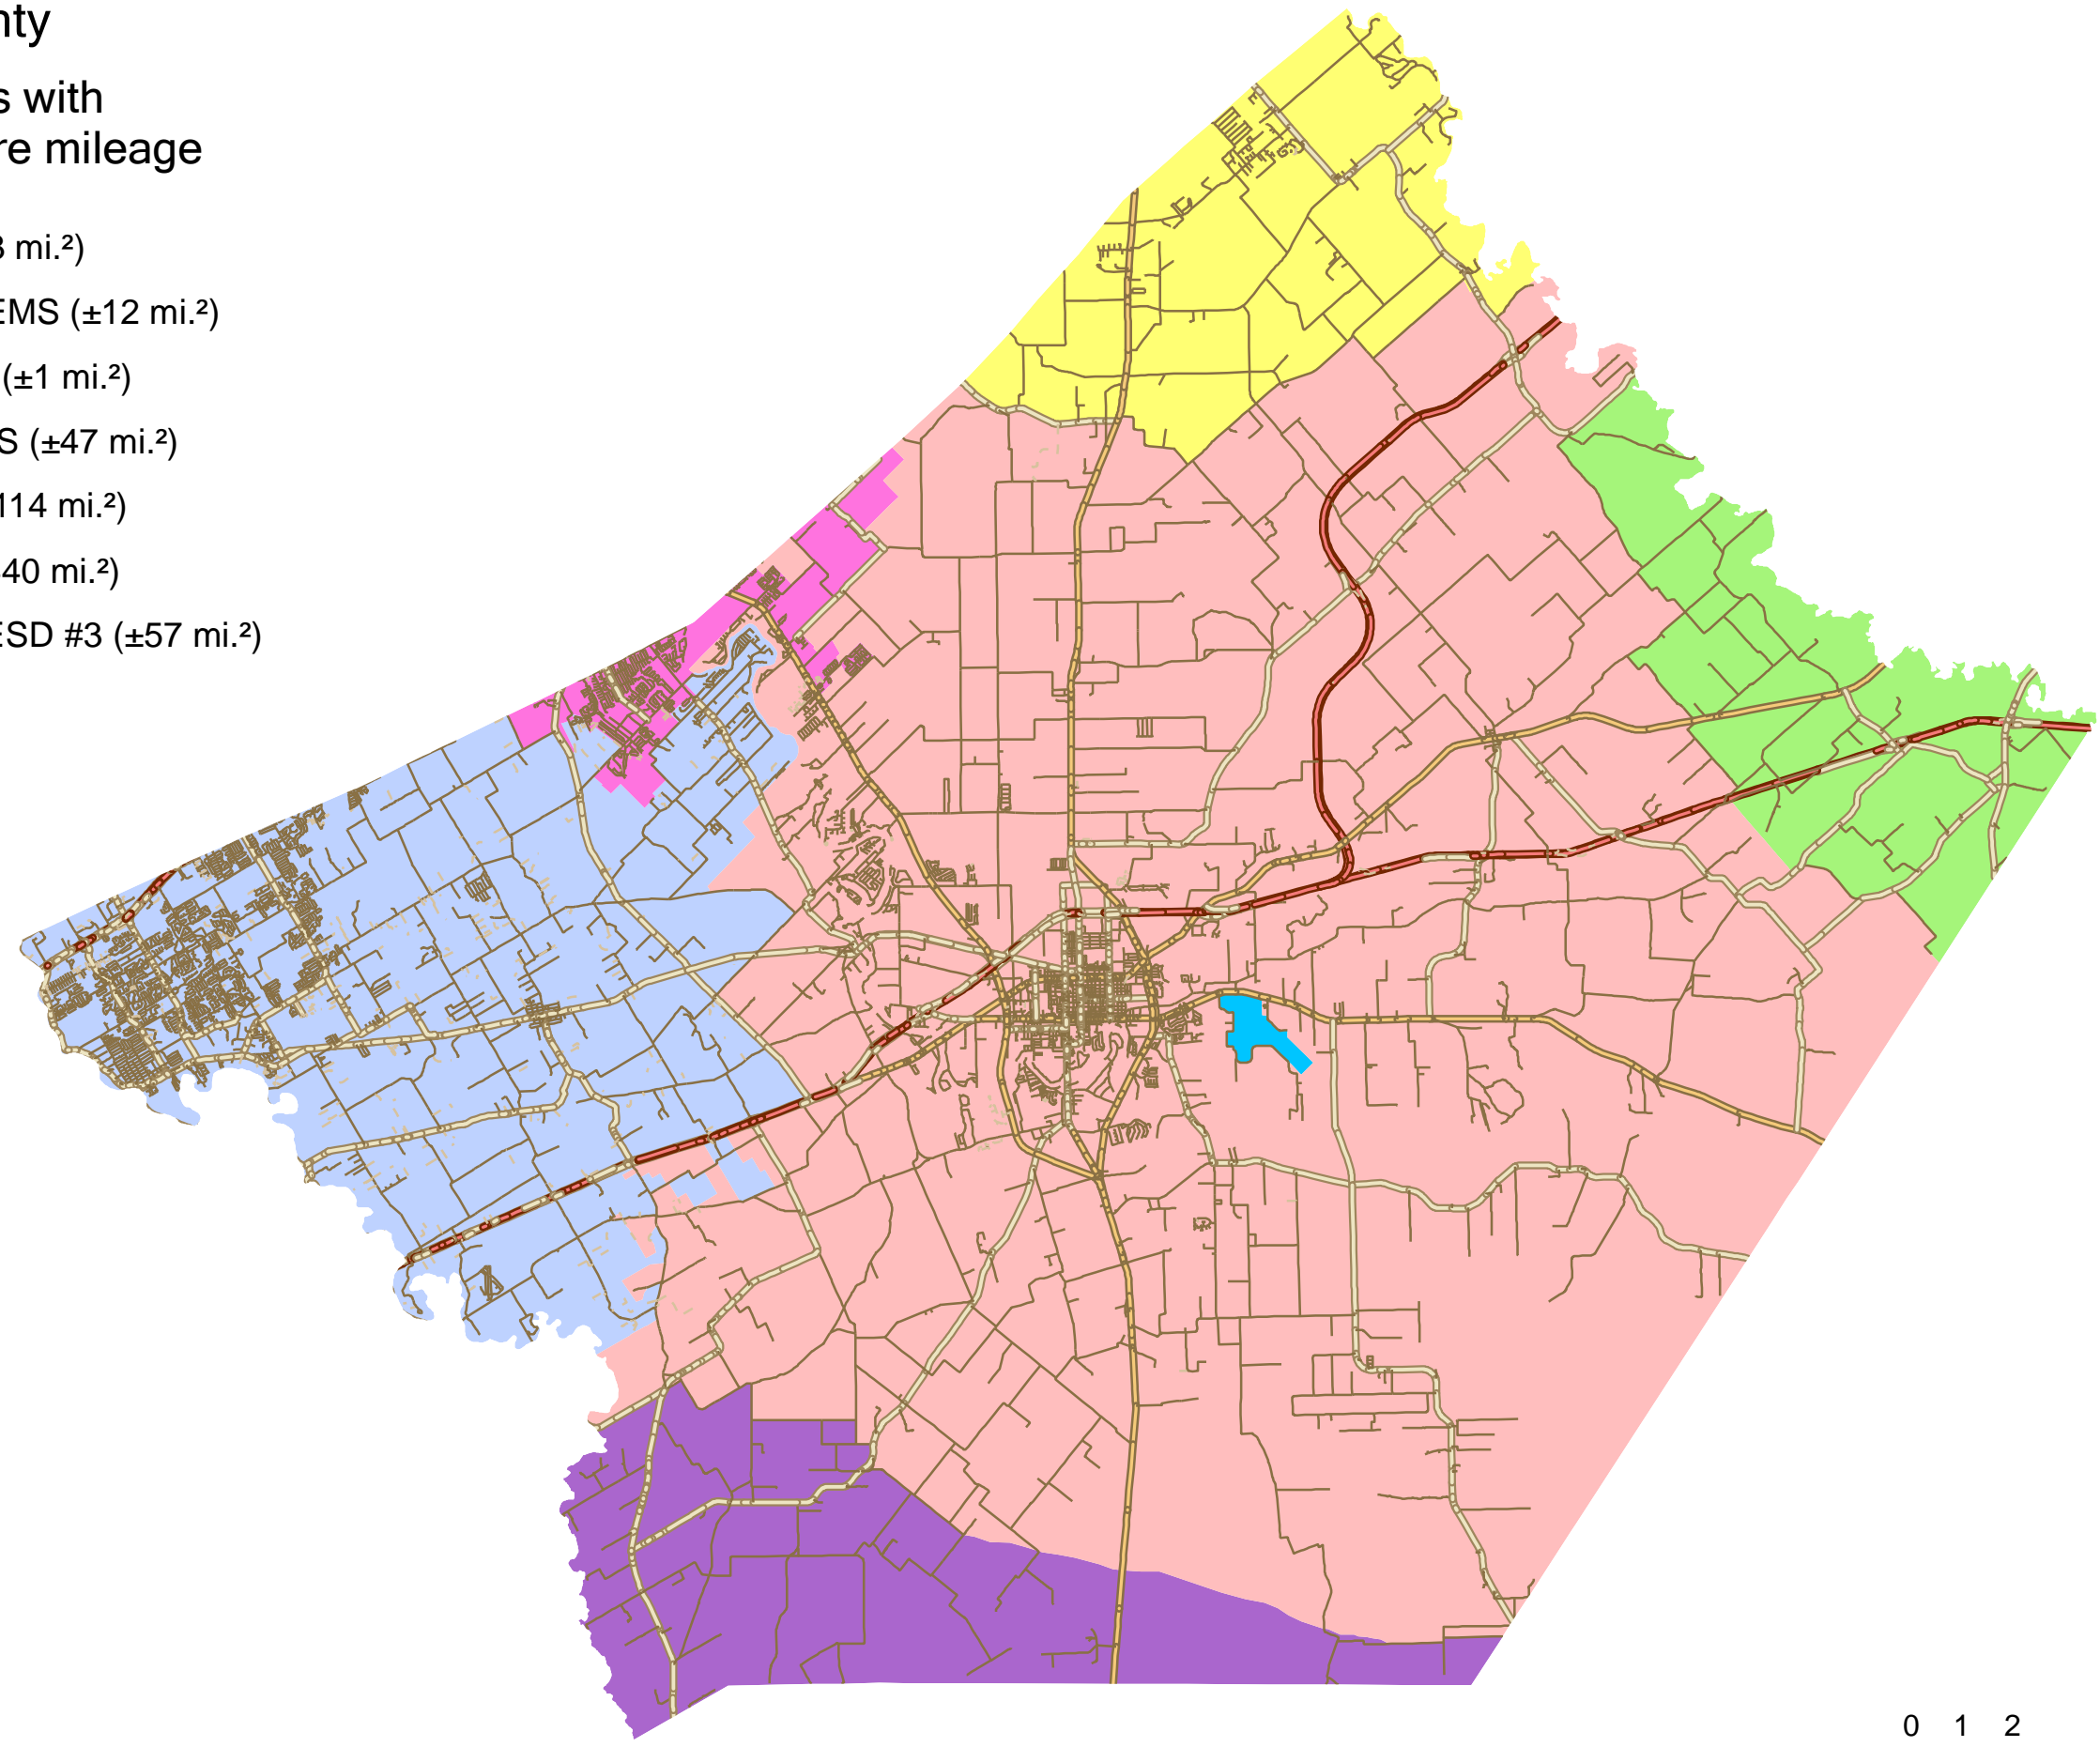 nty
s with
re mileage
8 mi.²)
EMS (±12 mi.²)
(±1 mi.²)
S (±47 mi.²)
114 mi.²)
40 mi.²)
ESD #3 (±57 mi.²)
0 1 2